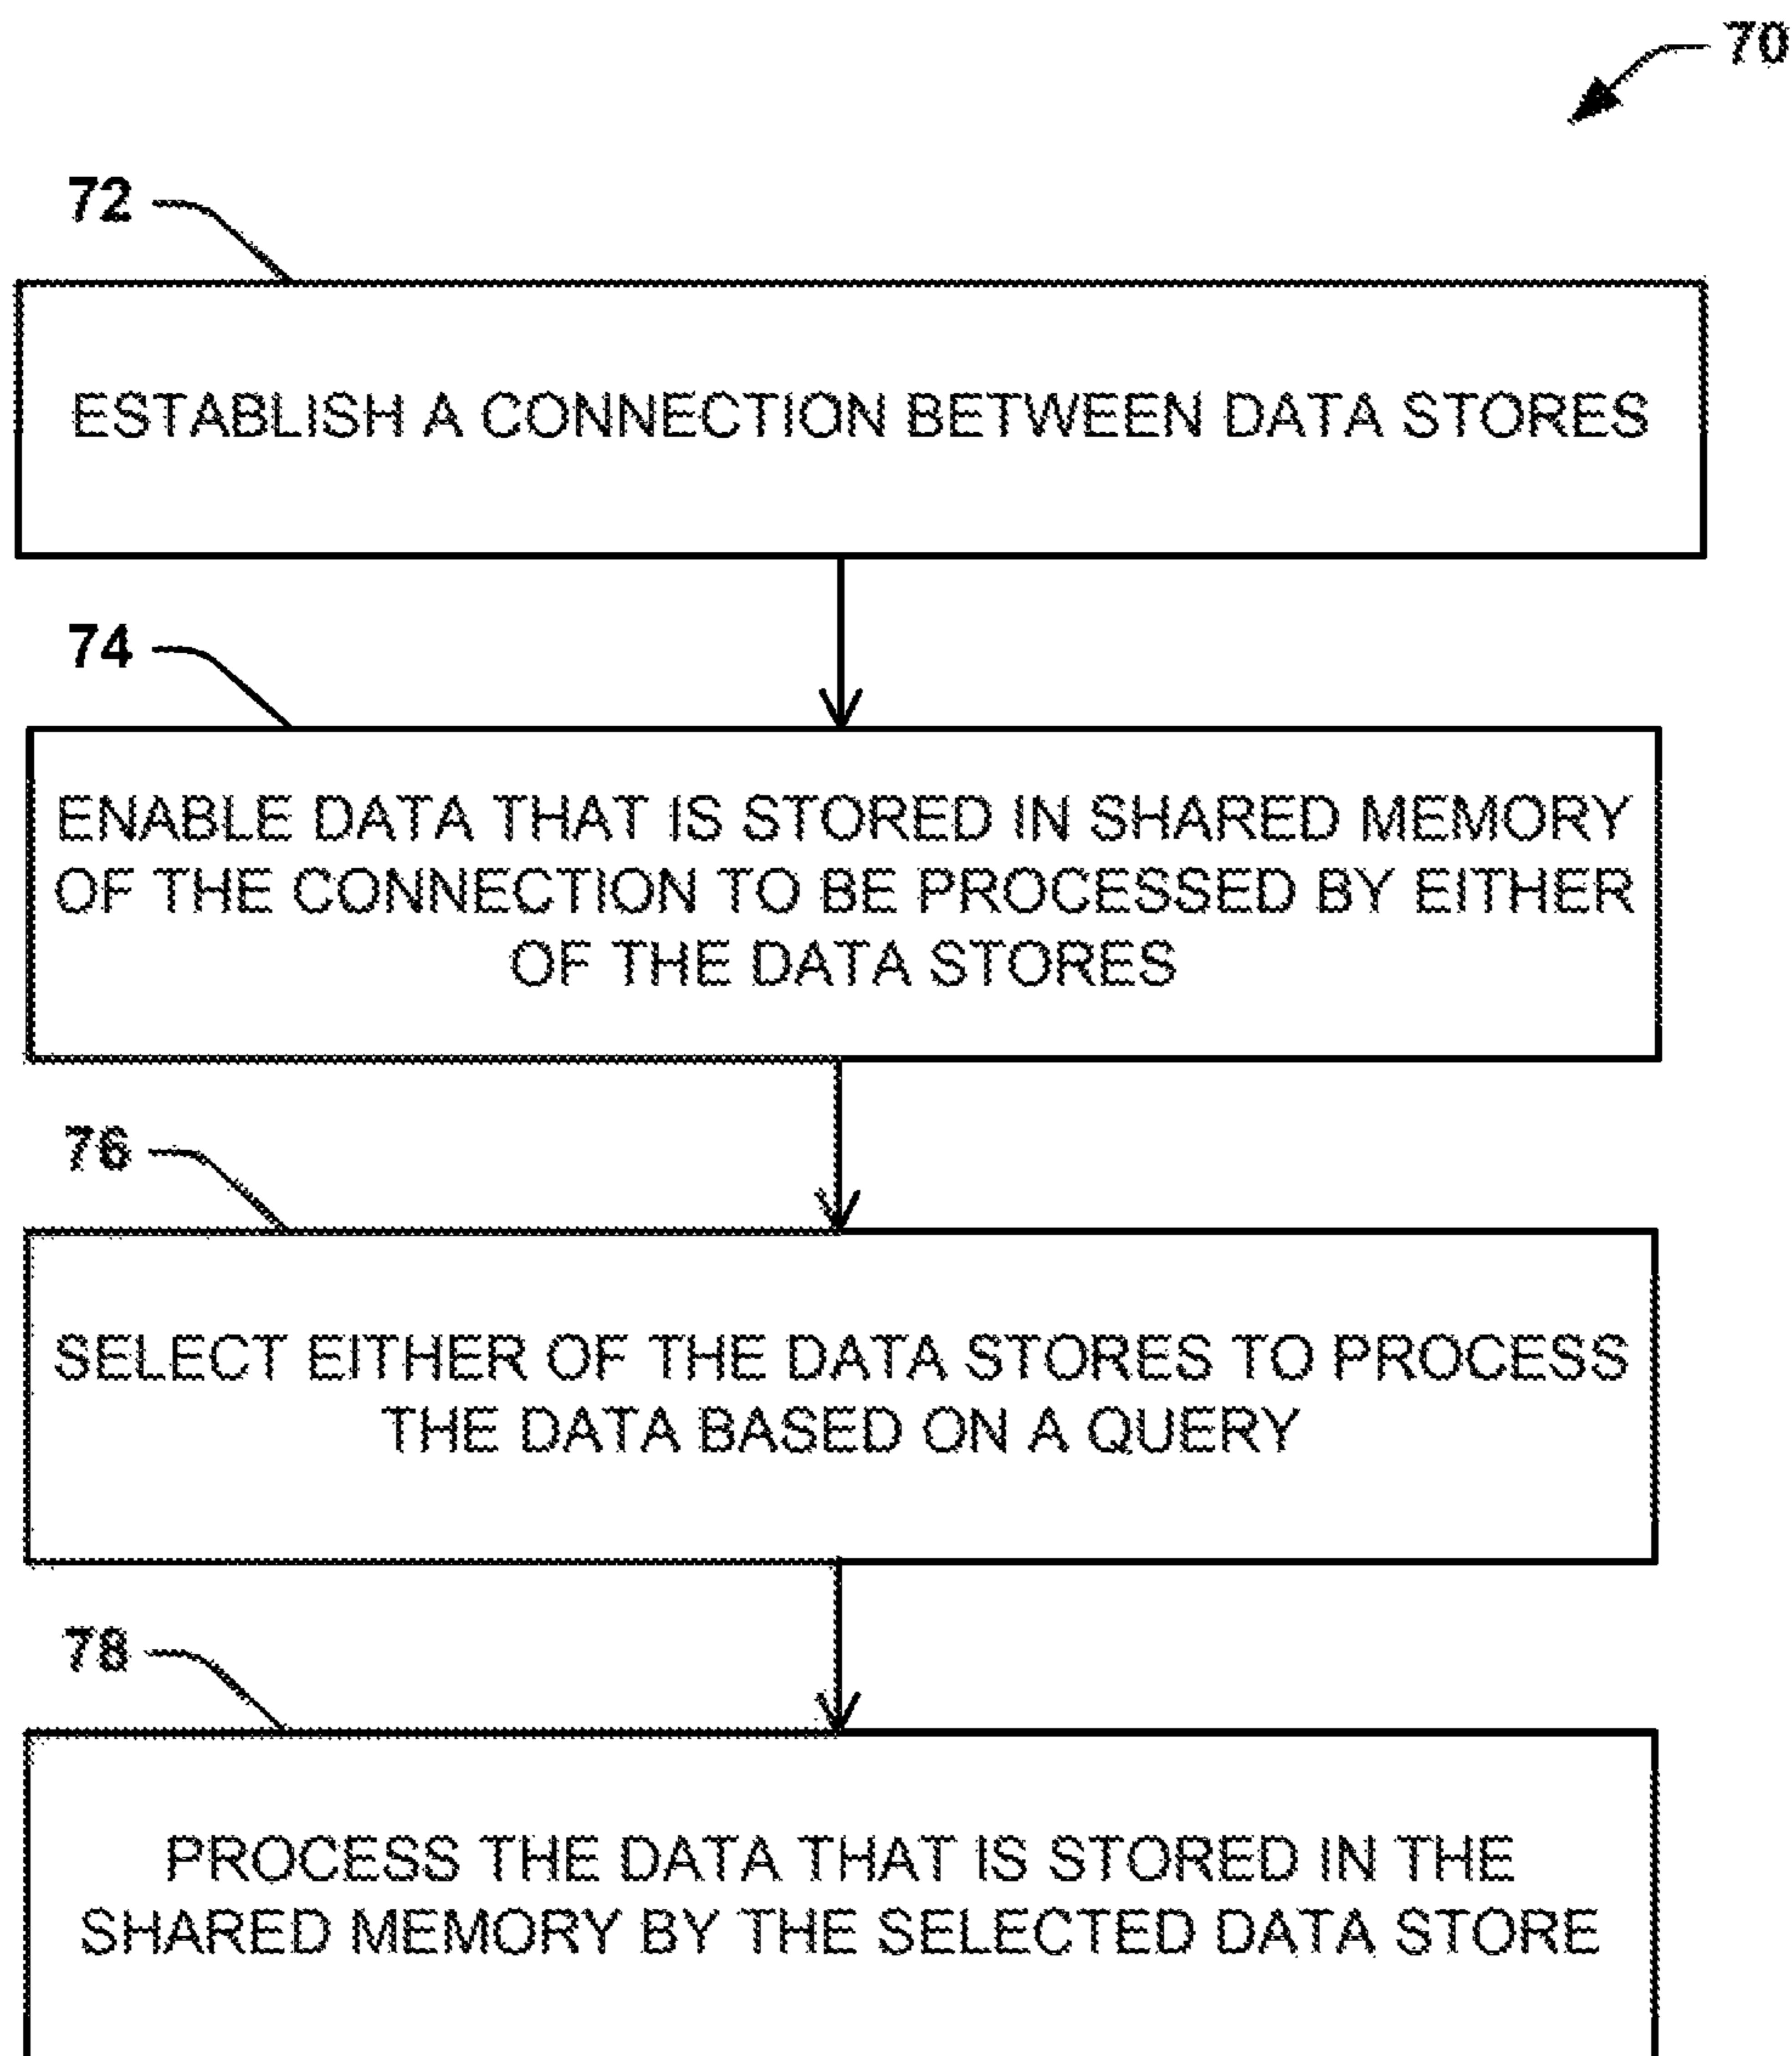 70
72
ESTABLISH A CONNECTION BETWEEN DATA STORES
74
ENABLE DATA THAT IS STORED IN SHARED MEMORY
OF THE CONNECTION TO BE PROCESSED BY EITHER
OF THE DATA STORES
76
SELECT EITHER OF THE DATA STORES TO PROCESS
THE DATA BASED ON A QUERY
78
PROCESS THE DATA THAT IS STORED IN THE
SHARED MEMORY BY THE SELECTED DATA STORE